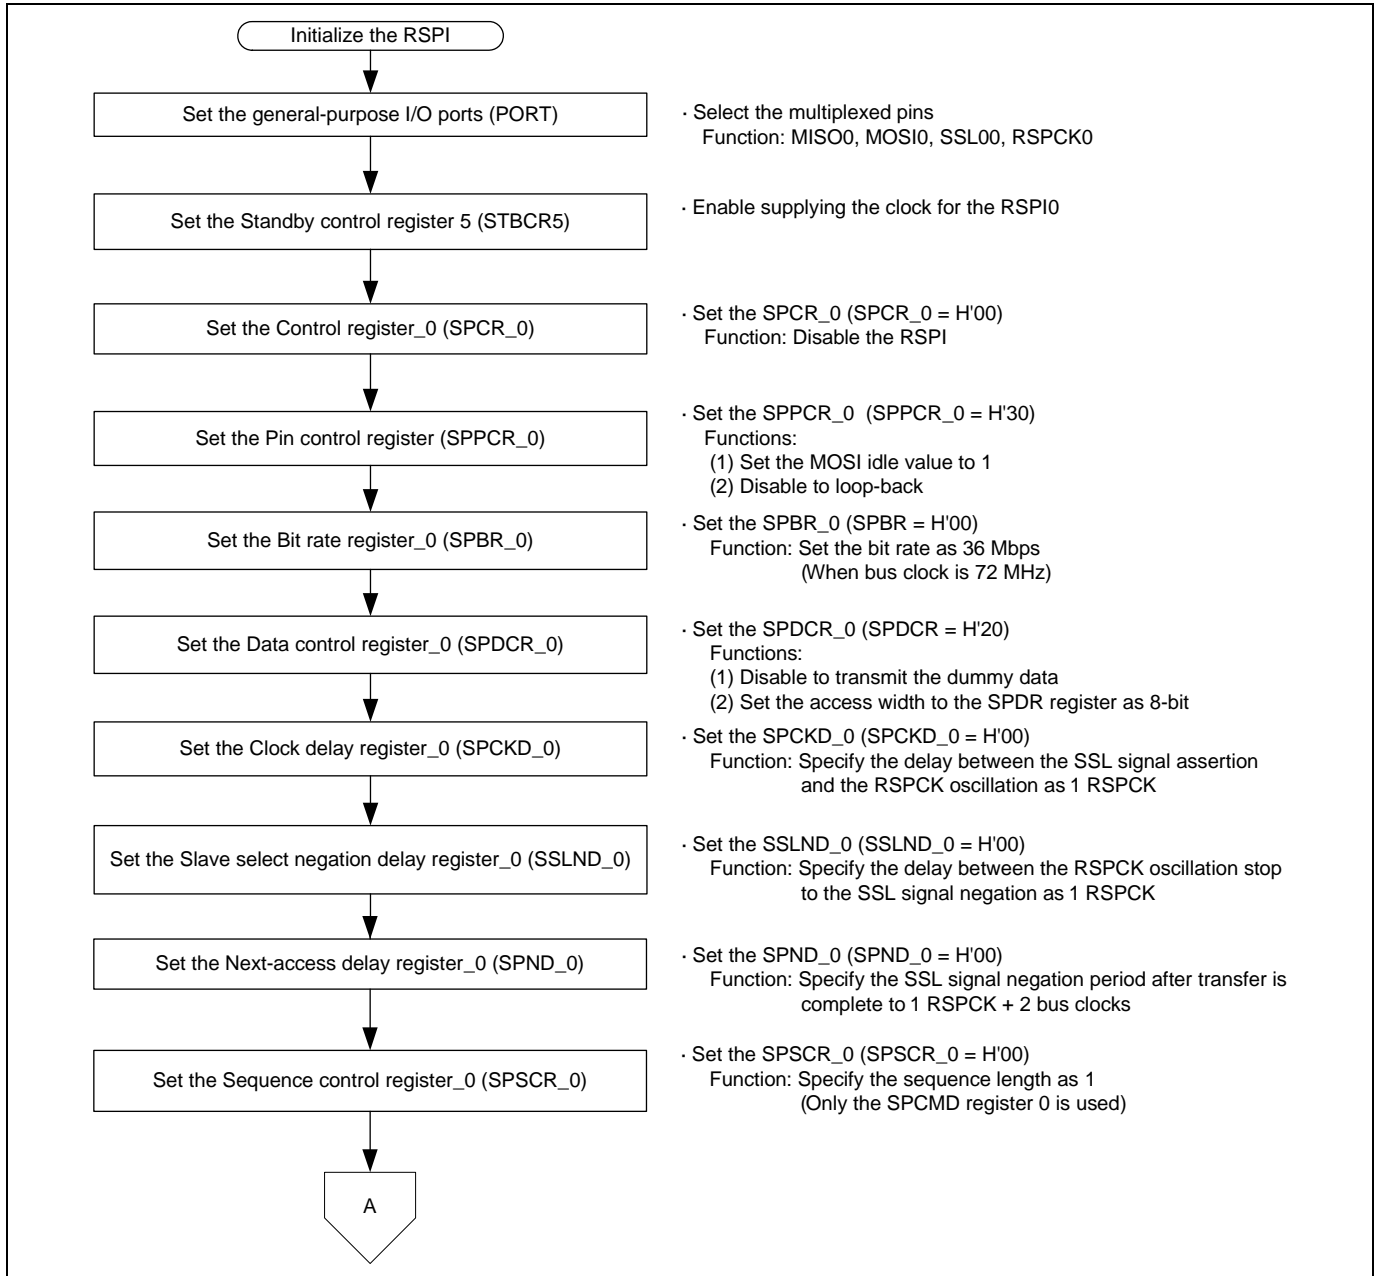 Initialize the RSPI
Set the general-purpose I/O ports (PORT)
· Select the multiplexed pins
Function: MISO0, MOSI0, SSL00, RSPCK0
Set the Standby control register 5 (STBCR5)
· Enable supplying the clock for the RSPI0
Set the Control register_0 (SPCR_0)
· Set the SPCR_0 (SPCR_0 = H'00)
Function: Disable the RSPI
Set the Pin control register (SPPCR_0)
· Set the SPPCR_0 (SPPCR_0 = H'30)
Functions:
(1) Set the MOSI idle value to 1
(2) Disable to loop-back
Set the Bit rate register_0 (SPBR_0)
· Set the SPBR_0 (SPBR = H'00)
Function: Set the bit rate as 36 Mbps
(When bus clock is 72 MHz)
Set the Data control register_0 (SPDCR_0)
· Set the SPDCR_0 (SPDCR = H'20)
Functions:
(1) Disable to transmit the dummy data
(2) Set the access width to the SPDR register as 8-bit
Set the Clock delay register_0 (SPCKD_0)
· Set the SPCKD_0 (SPCKD_0 = H'00)
Function: Specify the delay between the SSL signal assertion
and the RSPCK oscillation as 1 RSPCK
Set the Slave select negation delay register_0 (SSLND_0)
· Set the SSLND_0 (SSLND_0 = H'00)
Function: Specify the delay between the RSPCK oscillation stop
to the SSL signal negation as 1 RSPCK
Set the Next-access delay register_0 (SPND_0)
· Set the SPND_0 (SPND_0 = H'00)
Function: Specify the SSL signal negation period after transfer is
complete to 1 RSPCK + 2 bus clocks
Set the Sequence control register_0 (SPSCR_0)
· Set the SPSCR_0 (SPSCR_0 = H'00)
Function: Specify the sequence length as 1
(Only the SPCMD register 0 is used)
A